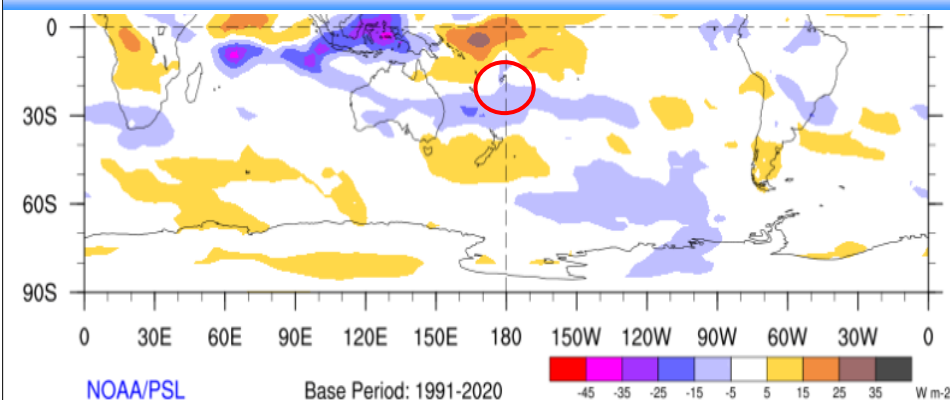 0
30S
60S
90S
0 30E 60E 90E 120E 150E 180 150W 120W 90W 60W 30W 0
-45 -35 -25 -15 -5 5 15 25 35 W m-2
NOAA/PSL Base Period: 1991-2020